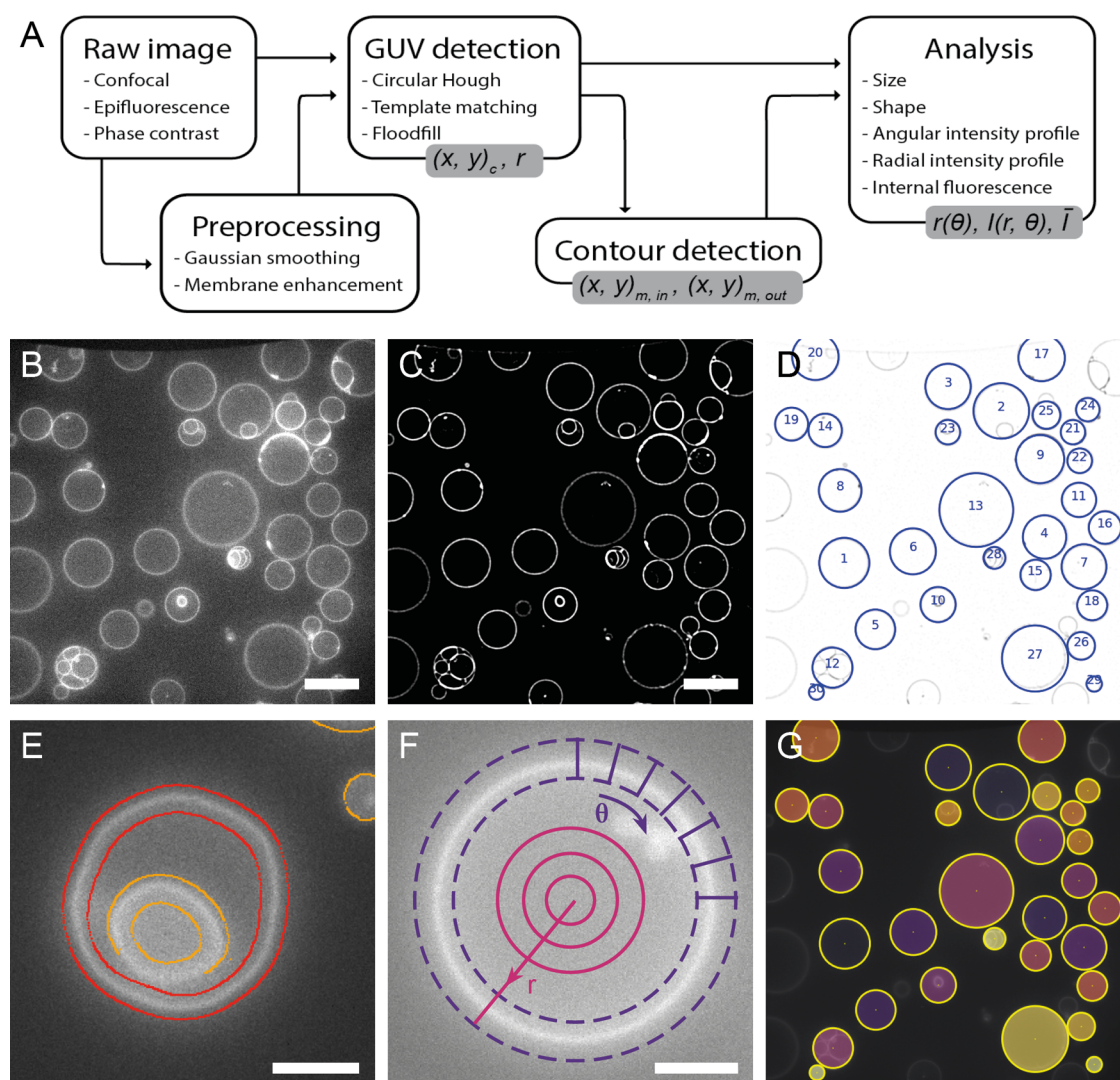 A
Raw image
- Confocal
- Epifluorescence
- Phase contrast
GUV detection
- Circular Hough
- Template matching
- Floodfill
(x, y)c , r
Analysis
- Size
- Shape
- Angular intensity profile
- Radial intensity profile
- Internal fluorescence
r(θ), I(r, θ), Ī
Preprocessing
- Gaussian smoothing
- Membrane enhancement
Contour detection
(x, y)m, in , (x, y)m, out
B
C
D
20
17
3
2
25
24
19
14
23
21
9
22
8
13
11
16
4
6
1
28
7
15
10
18
5
26
27
12
29
30
E
F
θ
r
G